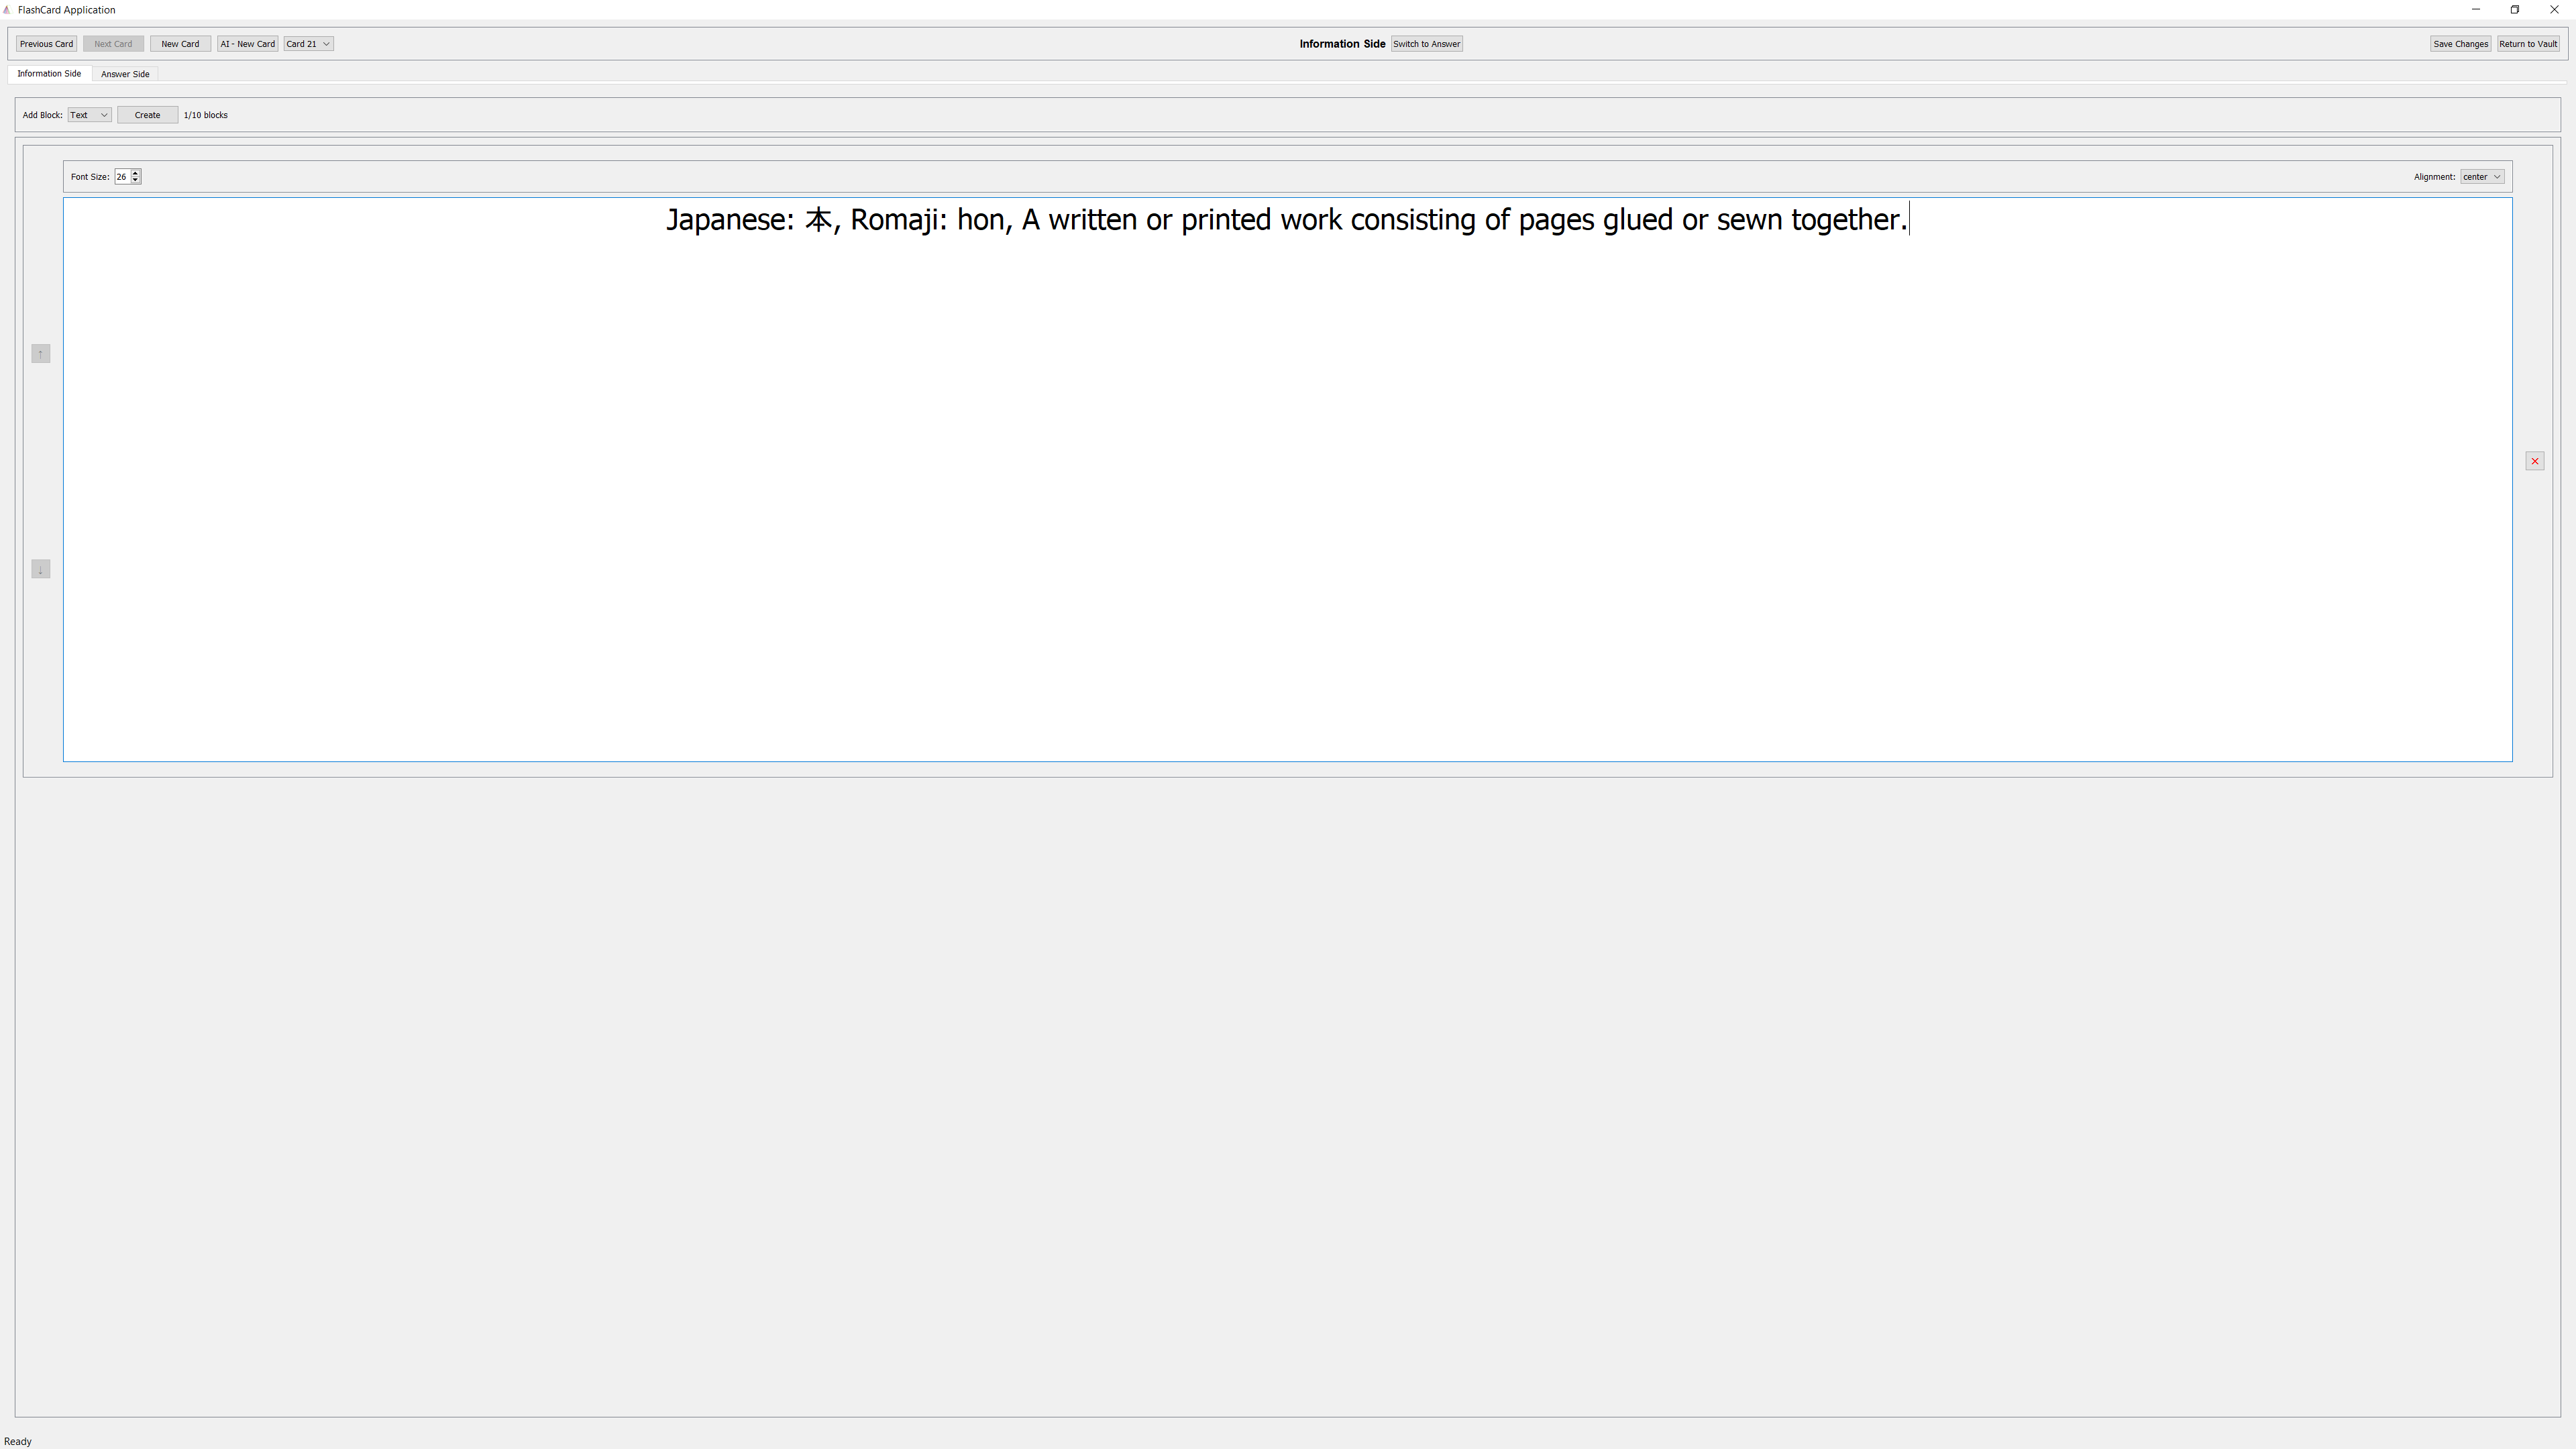 FlashCard Application
Previous Card Next Card New Card AI - New Card Card 21 Information Side Switch to Answer Save Changes Return to Vault
Information Side Answer Side
Add Block: Text Create 1/10 blocks
Font Size: 26 Alignment: center
Japanese: 本, Romaji: hon, A written or printed work consisting of pages glued or sewn together.
↑
↓
Ready